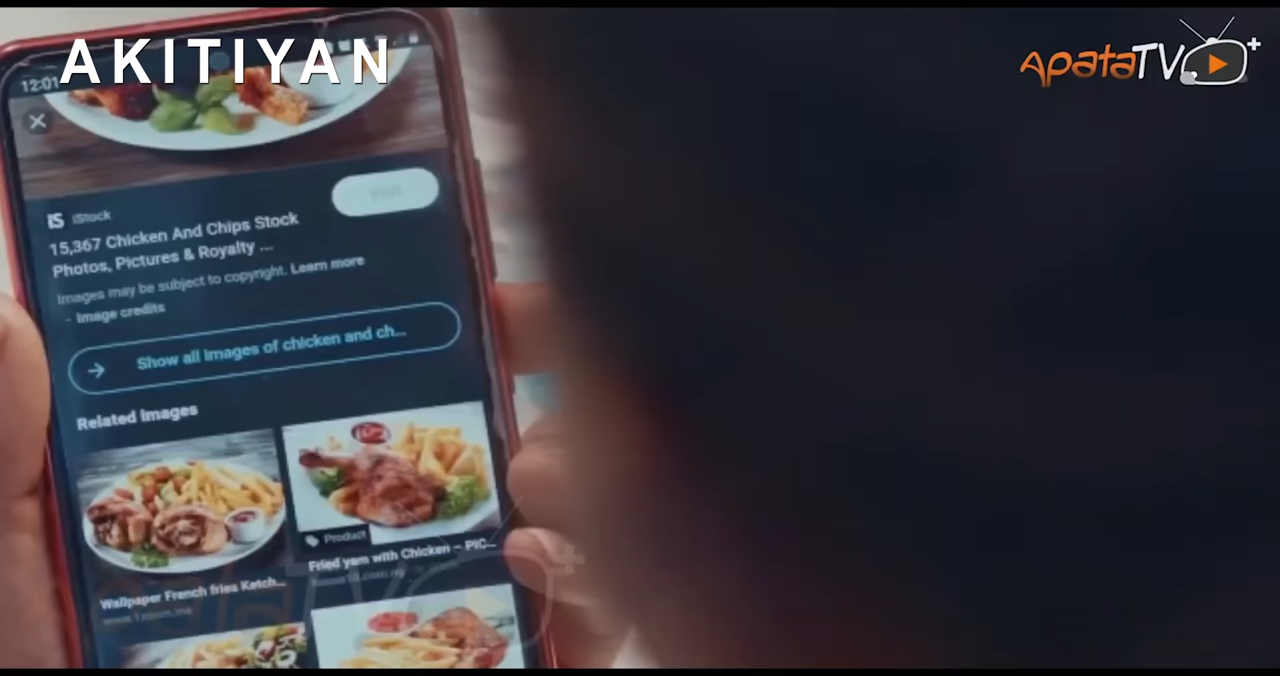 AKITIYAN
ApataTV+
12:01
iStock
15,367 Chicken And Chips Stock
Photos, Pictures & Royalty ...
Images may be subject to copyright. Learn more
- Image credits
Show all images of chicken and ch...
Related images
Product
Wallpaper French fries Ketch...
Fried yam with Chicken – PIC...